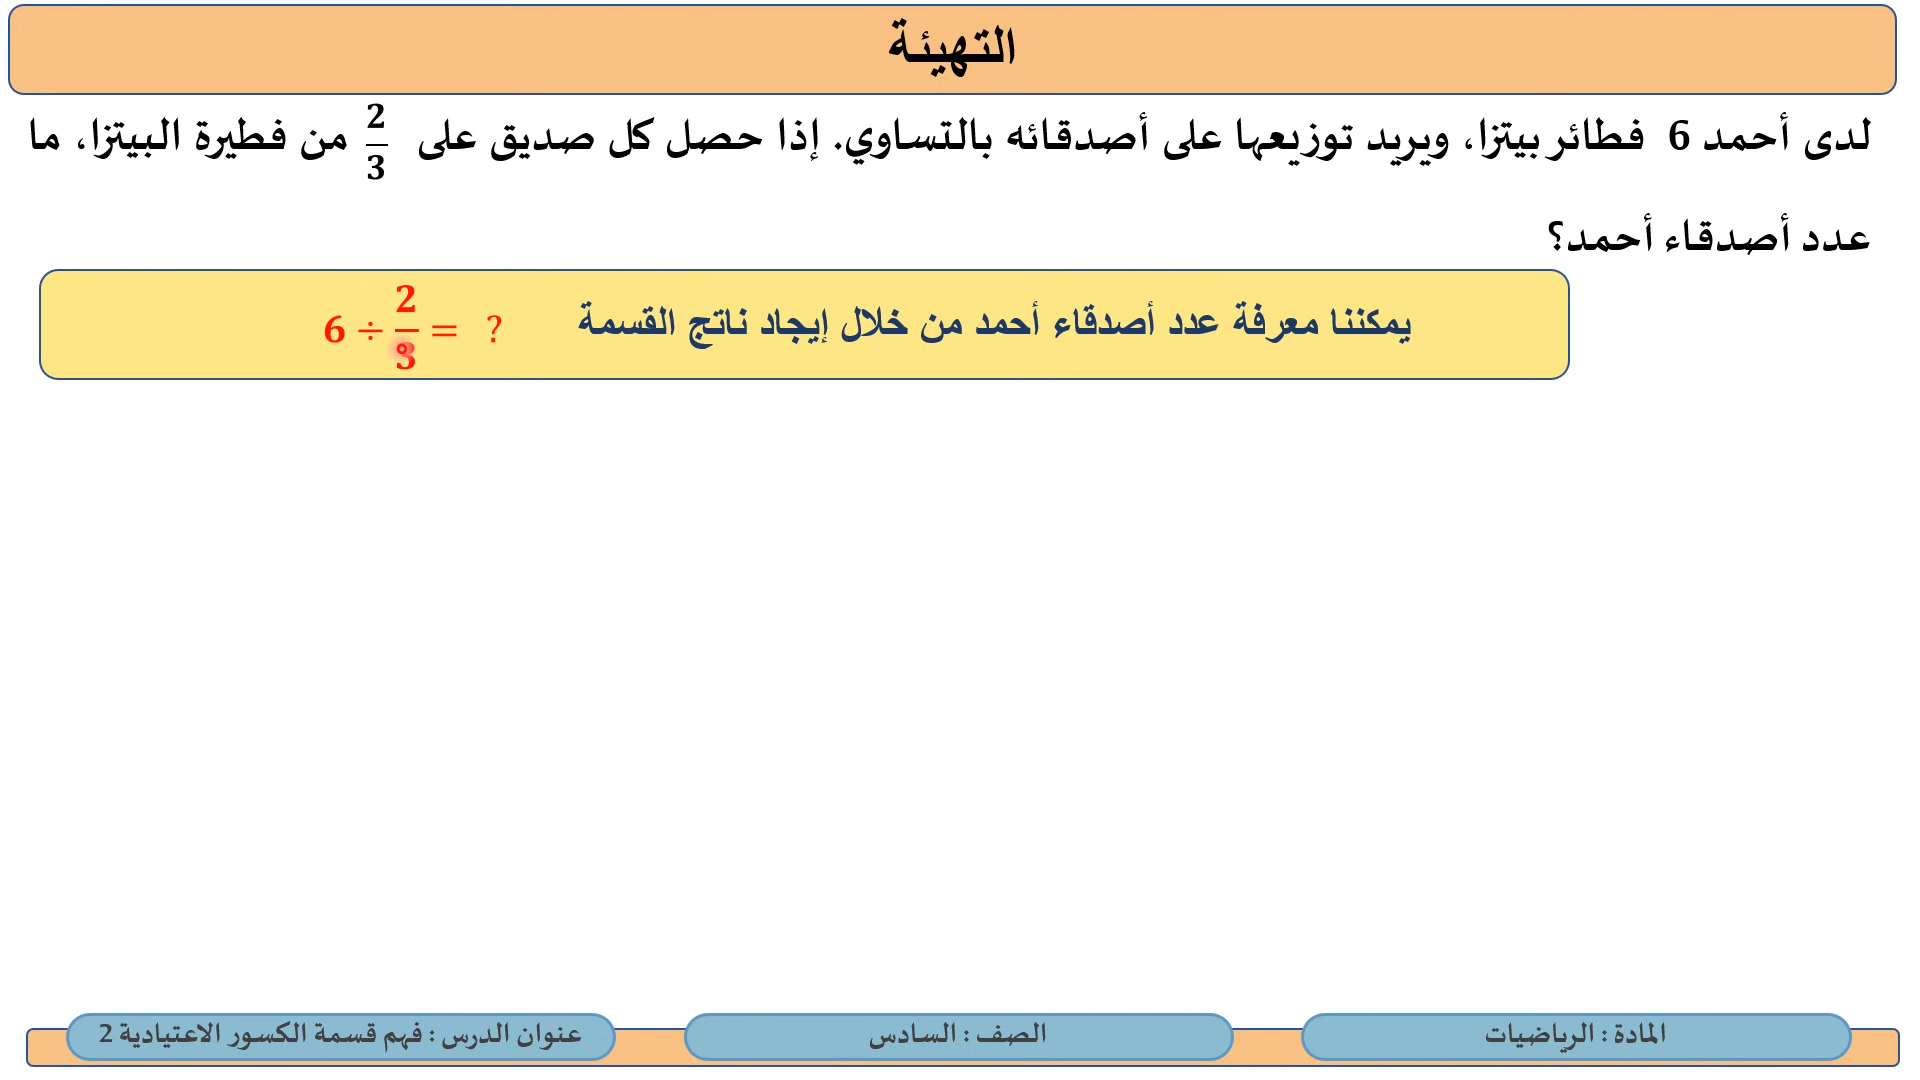 التهيئة
لدى أحمد 6 فطائر بيتزا، ويريد توزيعها على أصدقائه بالتساوي. إذا حصل كل صديق على 2/3 من فطيرة البيتزا، ما
عدد أصدقاء أحمد؟
يمكننا معرفة عدد أصدقاء أحمد من خلال إيجاد ناتج القسمة 6 ÷ 2/3 = ?
المادة : الرياضيات
الصف : السادس
عنوان الدرس : فهم قسمة الكسور الاعتيادية 2